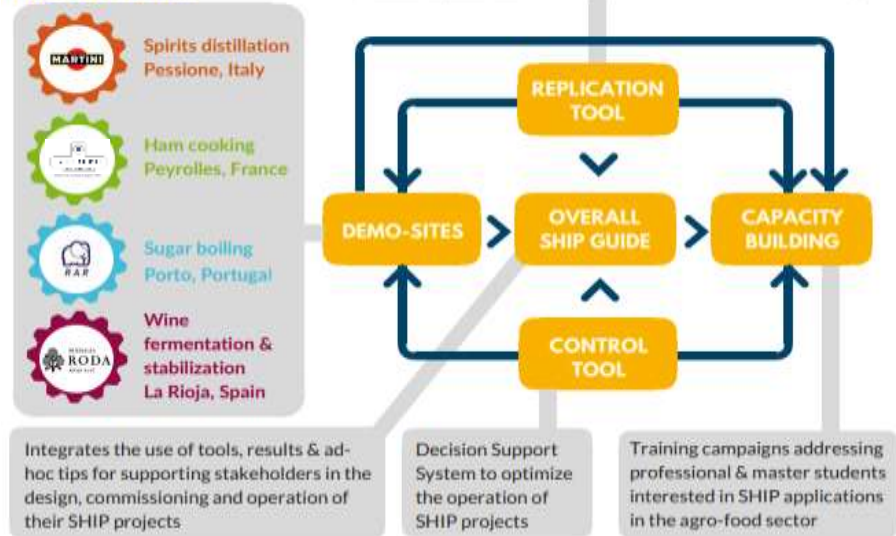 MARTINI
Spirits distillation
Pessione, Italy
Ham cooking
Peyrolles, France
RAR
Sugar boiling
Porto, Portugal
RODA
Wine
fermentation &
stabilization
La Rioja, Spain
REPLICATION
TOOL
DEMO-SITES
OVERALL
SHIP GUIDE
CAPACITY
BUILDING
CONTROL
TOOL
Integrates the use of tools, results & ad-
hoc tips for supporting stakeholders in the
design, commissioning and operation of
their SHIP projects
Decision Support
System to optimize
the operation of
SHIP projects
Training campaigns addressing
professional & master students
interested in SHIP applications
in the agro-food sector